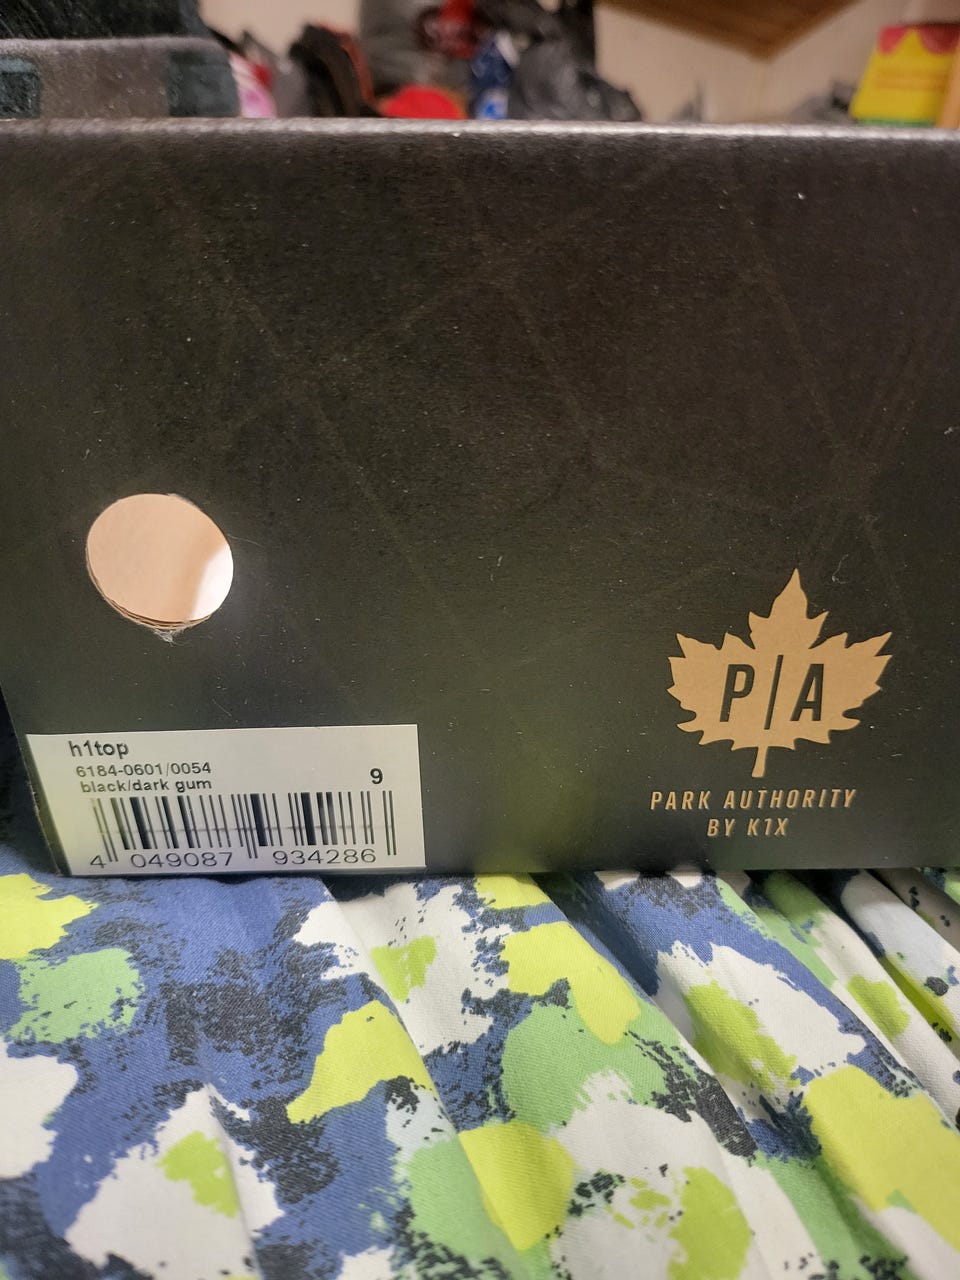 h1top
6184-0601/0054
black/dark gum
9
4 049087 934286
P|A
PARK AUTHORITY
BY K1X